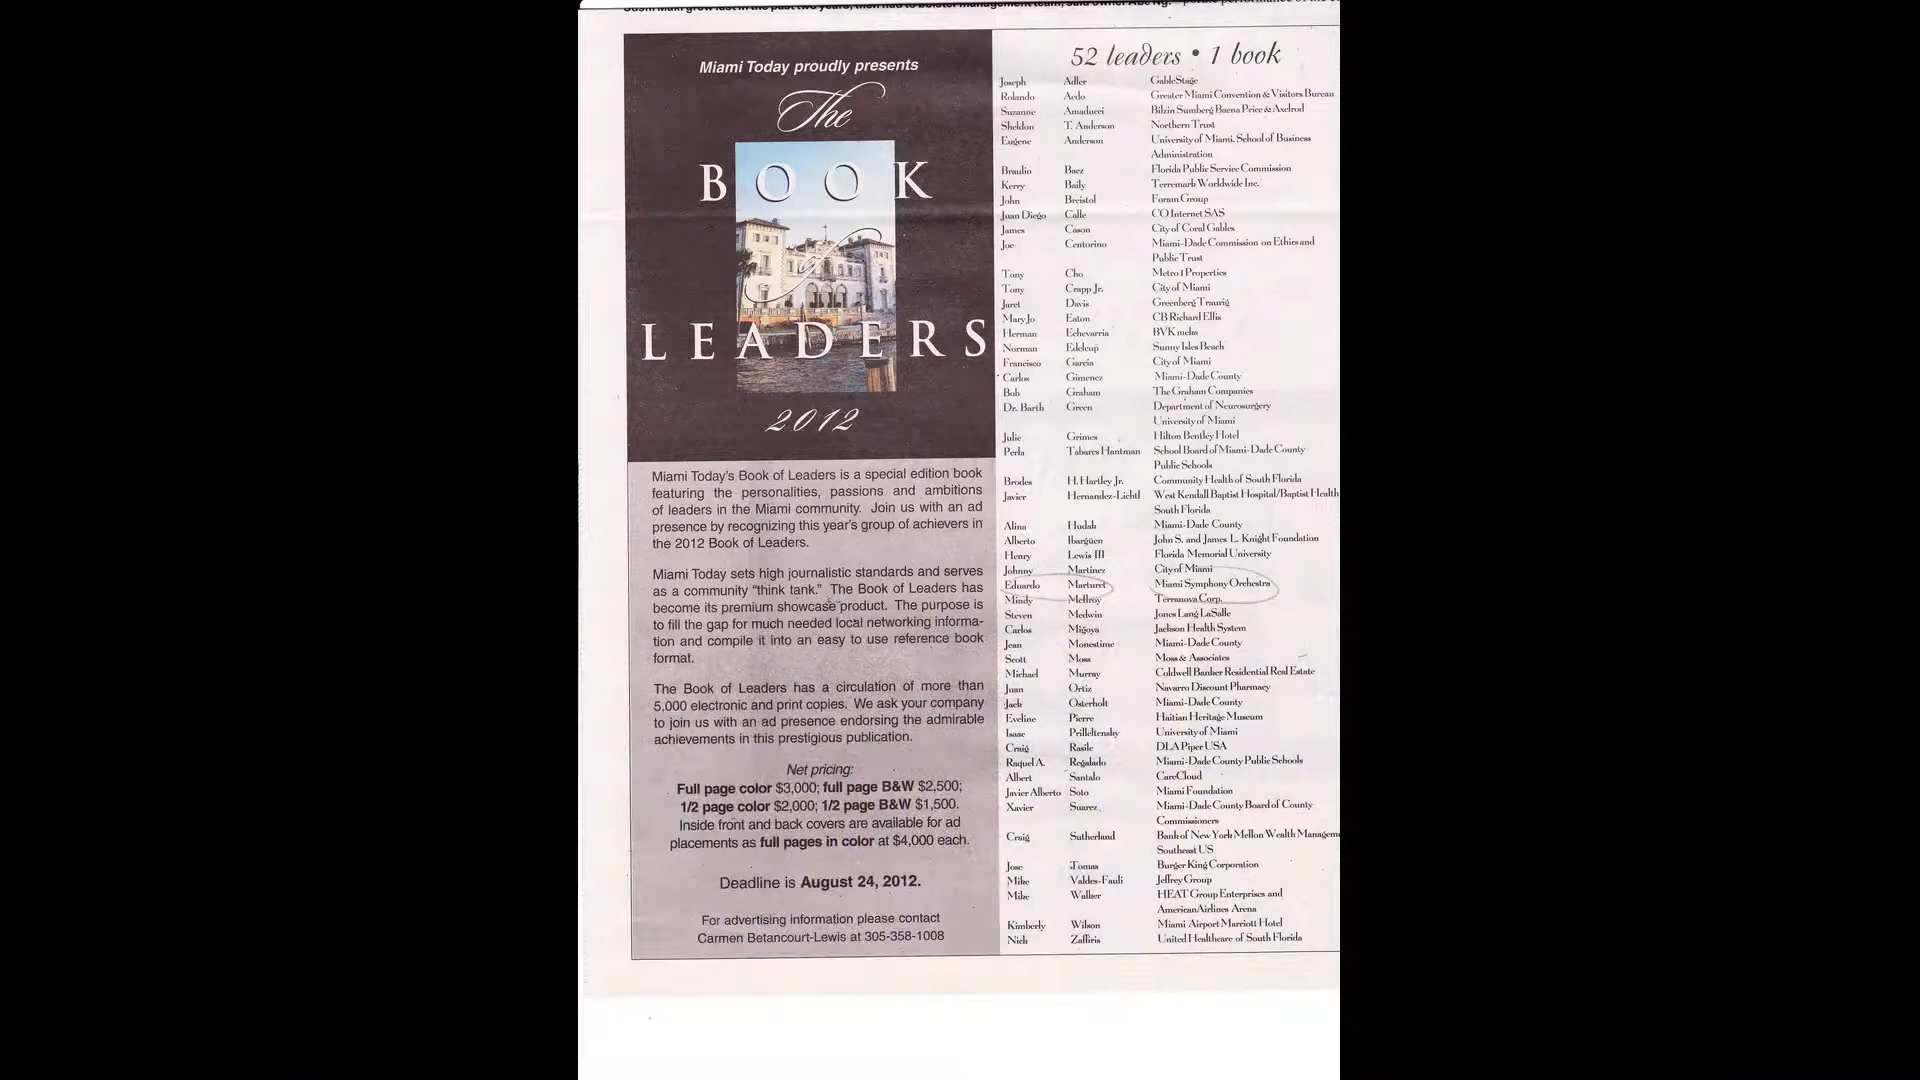 Sushi Maki grew fast in the past two years, then had to bolster management team, said owner Abe Ng.
Miami Today proudly presents
The
BOOK
of
LEADERS
2012
Miami Today's Book of Leaders is a special edition book
featuring the personalities, passions and ambitions
of leaders in the Miami community. Join us with an ad
presence by recognizing this year's group of achievers in
the 2012 Book of Leaders.
Miami Today sets high journalistic standards and serves
as a community "think tank." The Book of Leaders has
become its premium showcase product. The purpose is
to fill the gap for much needed local networking informa-
tion and compile it into an easy to use reference book
format.
The Book of Leaders has a circulation of more than
5,000 electronic and print copies. We ask your company
to join us with an ad presence endorsing the admirable
achievements in this prestigious publication.
Net pricing:
Full page color $3,000; full page B&W $2,500;
1/2 page color $2,000; 1/2 page B&W $1,500.
Inside front and back covers are available for ad
placements as full pages in color at $4,000 each.
Deadline is August 24, 2012.
For advertising information please contact
Carmen Betancourt-Lewis at 305-358-1008
52 leaders • 1 book
Joseph Adler GableStage
Rolando Aedo Greater Miami Convention & Visitors Bureau
Suzanne Amaducci Bilzin Sumberg Baena Price & Axelrod
Sheldon T. Anderson Northern Trust
Eugene Anderson University of Miami, School of Business
Administration
Braulio Baez Florida Public Service Commission
Kerry Baily Terremark Worldwide Inc.
John Breistol Foram Group
Juan Diego Calle CO Internet SAS
James Cason City of Coral Gables
Joe Centorino Miami-Dade Commission on Ethics and
Public Trust
Tony Cho Metro 1 Properties
Tony Crapp Jr. City of Miami
Jaret Davis Greenberg Traurig
Mary Jo Eaton CB Richard Ellis
Herman Echevarria BVK meka
Norman Edelcup Sunny Isles Beach
Francisco Garcia City of Miami
Carlos Gimenez Miami-Dade County
Bob Graham The Graham Companies
Dr. Barth Green Department of Neurosurgery
University of Miami
Julie Grimes Hilton Bentley Hotel
Perla Tabares Hantman School Board of Miami-Dade County
Public Schools
Brodes H. Hartley Jr. Community Health of South Florida
Javier Hernandez-Lichtl West Kendall Baptist Hospital/Baptist Health
South Florida
Alina Hudak Miami-Dade County
Alberto Ibargüen John S. and James L. Knight Foundation
Henry Lewis III Florida Memorial University
Johnny Martinez City of Miami
Eduardo Marturet Miami Symphony Orchestra
Mindy McIlroy Terranova Corp.
Steven Medwin Jones Lang LaSalle
Carlos Migoya Jackson Health System
Jean Monestime Miami-Dade County
Scott Moss Moss & Associates
Michael Murray Coldwell Banker Residential Real Estate
Juan Ortiz Navarro Discount Pharmacy
Jack Osterholt Miami-Dade County
Eveline Pierre Haitian Heritage Museum
Isaac Prilleltensky University of Miami
Craig Rasile DLA Piper USA
Raquel A. Regalado Miami-Dade County Public Schools
Albert Santalo CareCloud
Javier Alberto Soto Miami Foundation
Xavier Suarez Miami-Dade County Board of County
Commissioners
Craig Sutherland Bank of New York Mellon Wealth Managem
Southeast US
Jose Tomas Burger King Corporation
Mike Valdes-Fauli Jeffrey Group
Mike Walker HEAT Group Enterprises and
AmericanAirlines Arena
Kimberly Wilson Miami Airport Marriott Hotel
Nick Zaffiris United Healthcare of South Florida